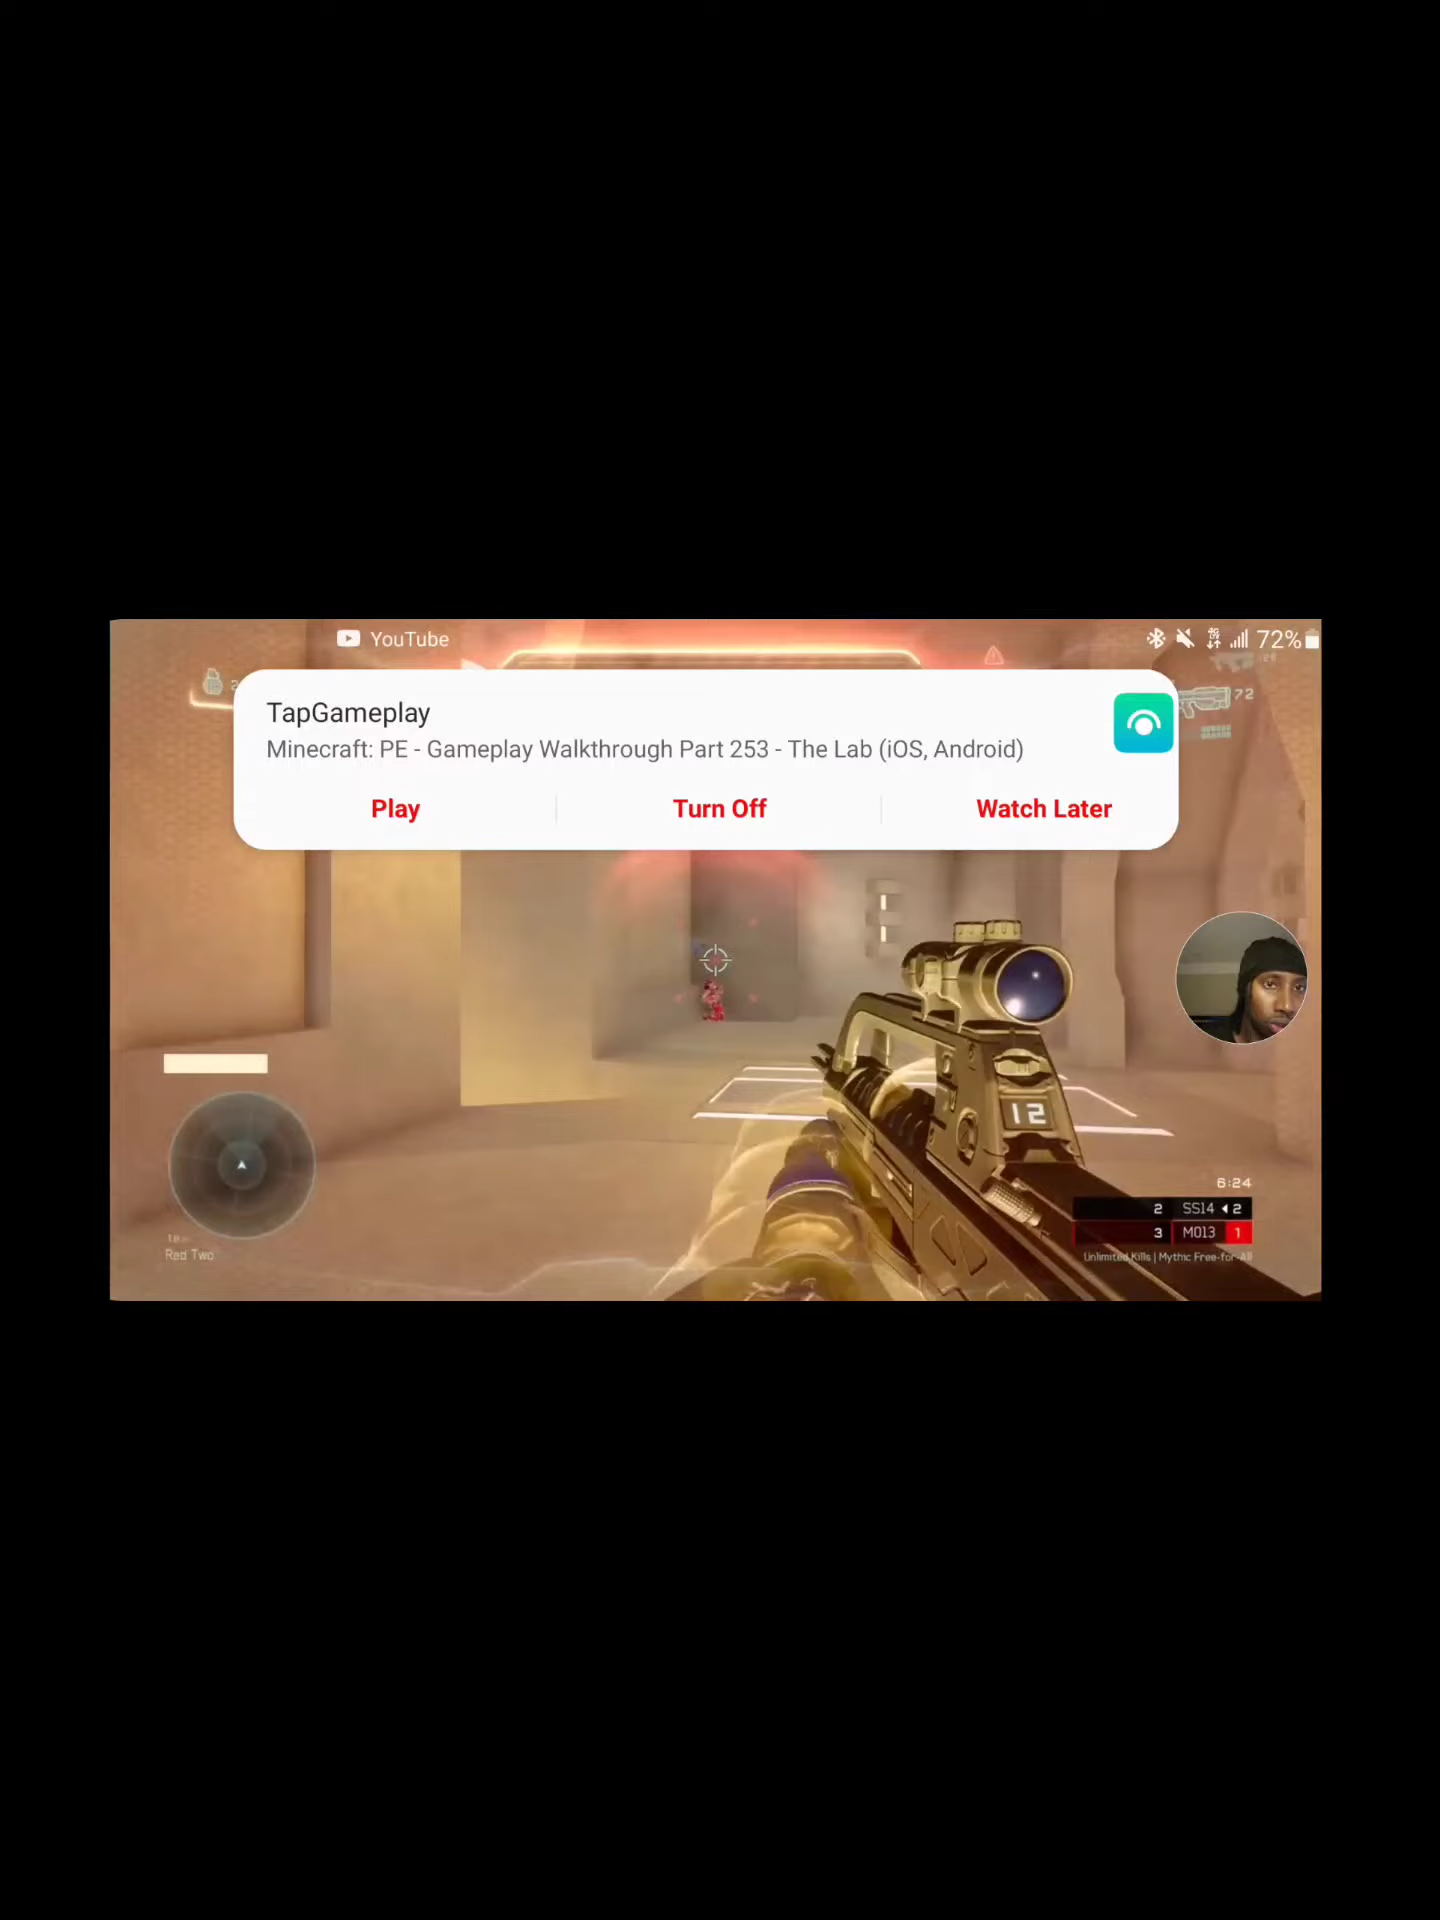 YouTube
72%
TapGameplay
Minecraft: PE - Gameplay Walkthrough Part 253 - The Lab (iOS, Android)
72
Play
Turn Off
Watch Later
12
6:24
2 SS14 2
3 M013 1
Unlimited Kills | Mythic Free-for-All
Red Two